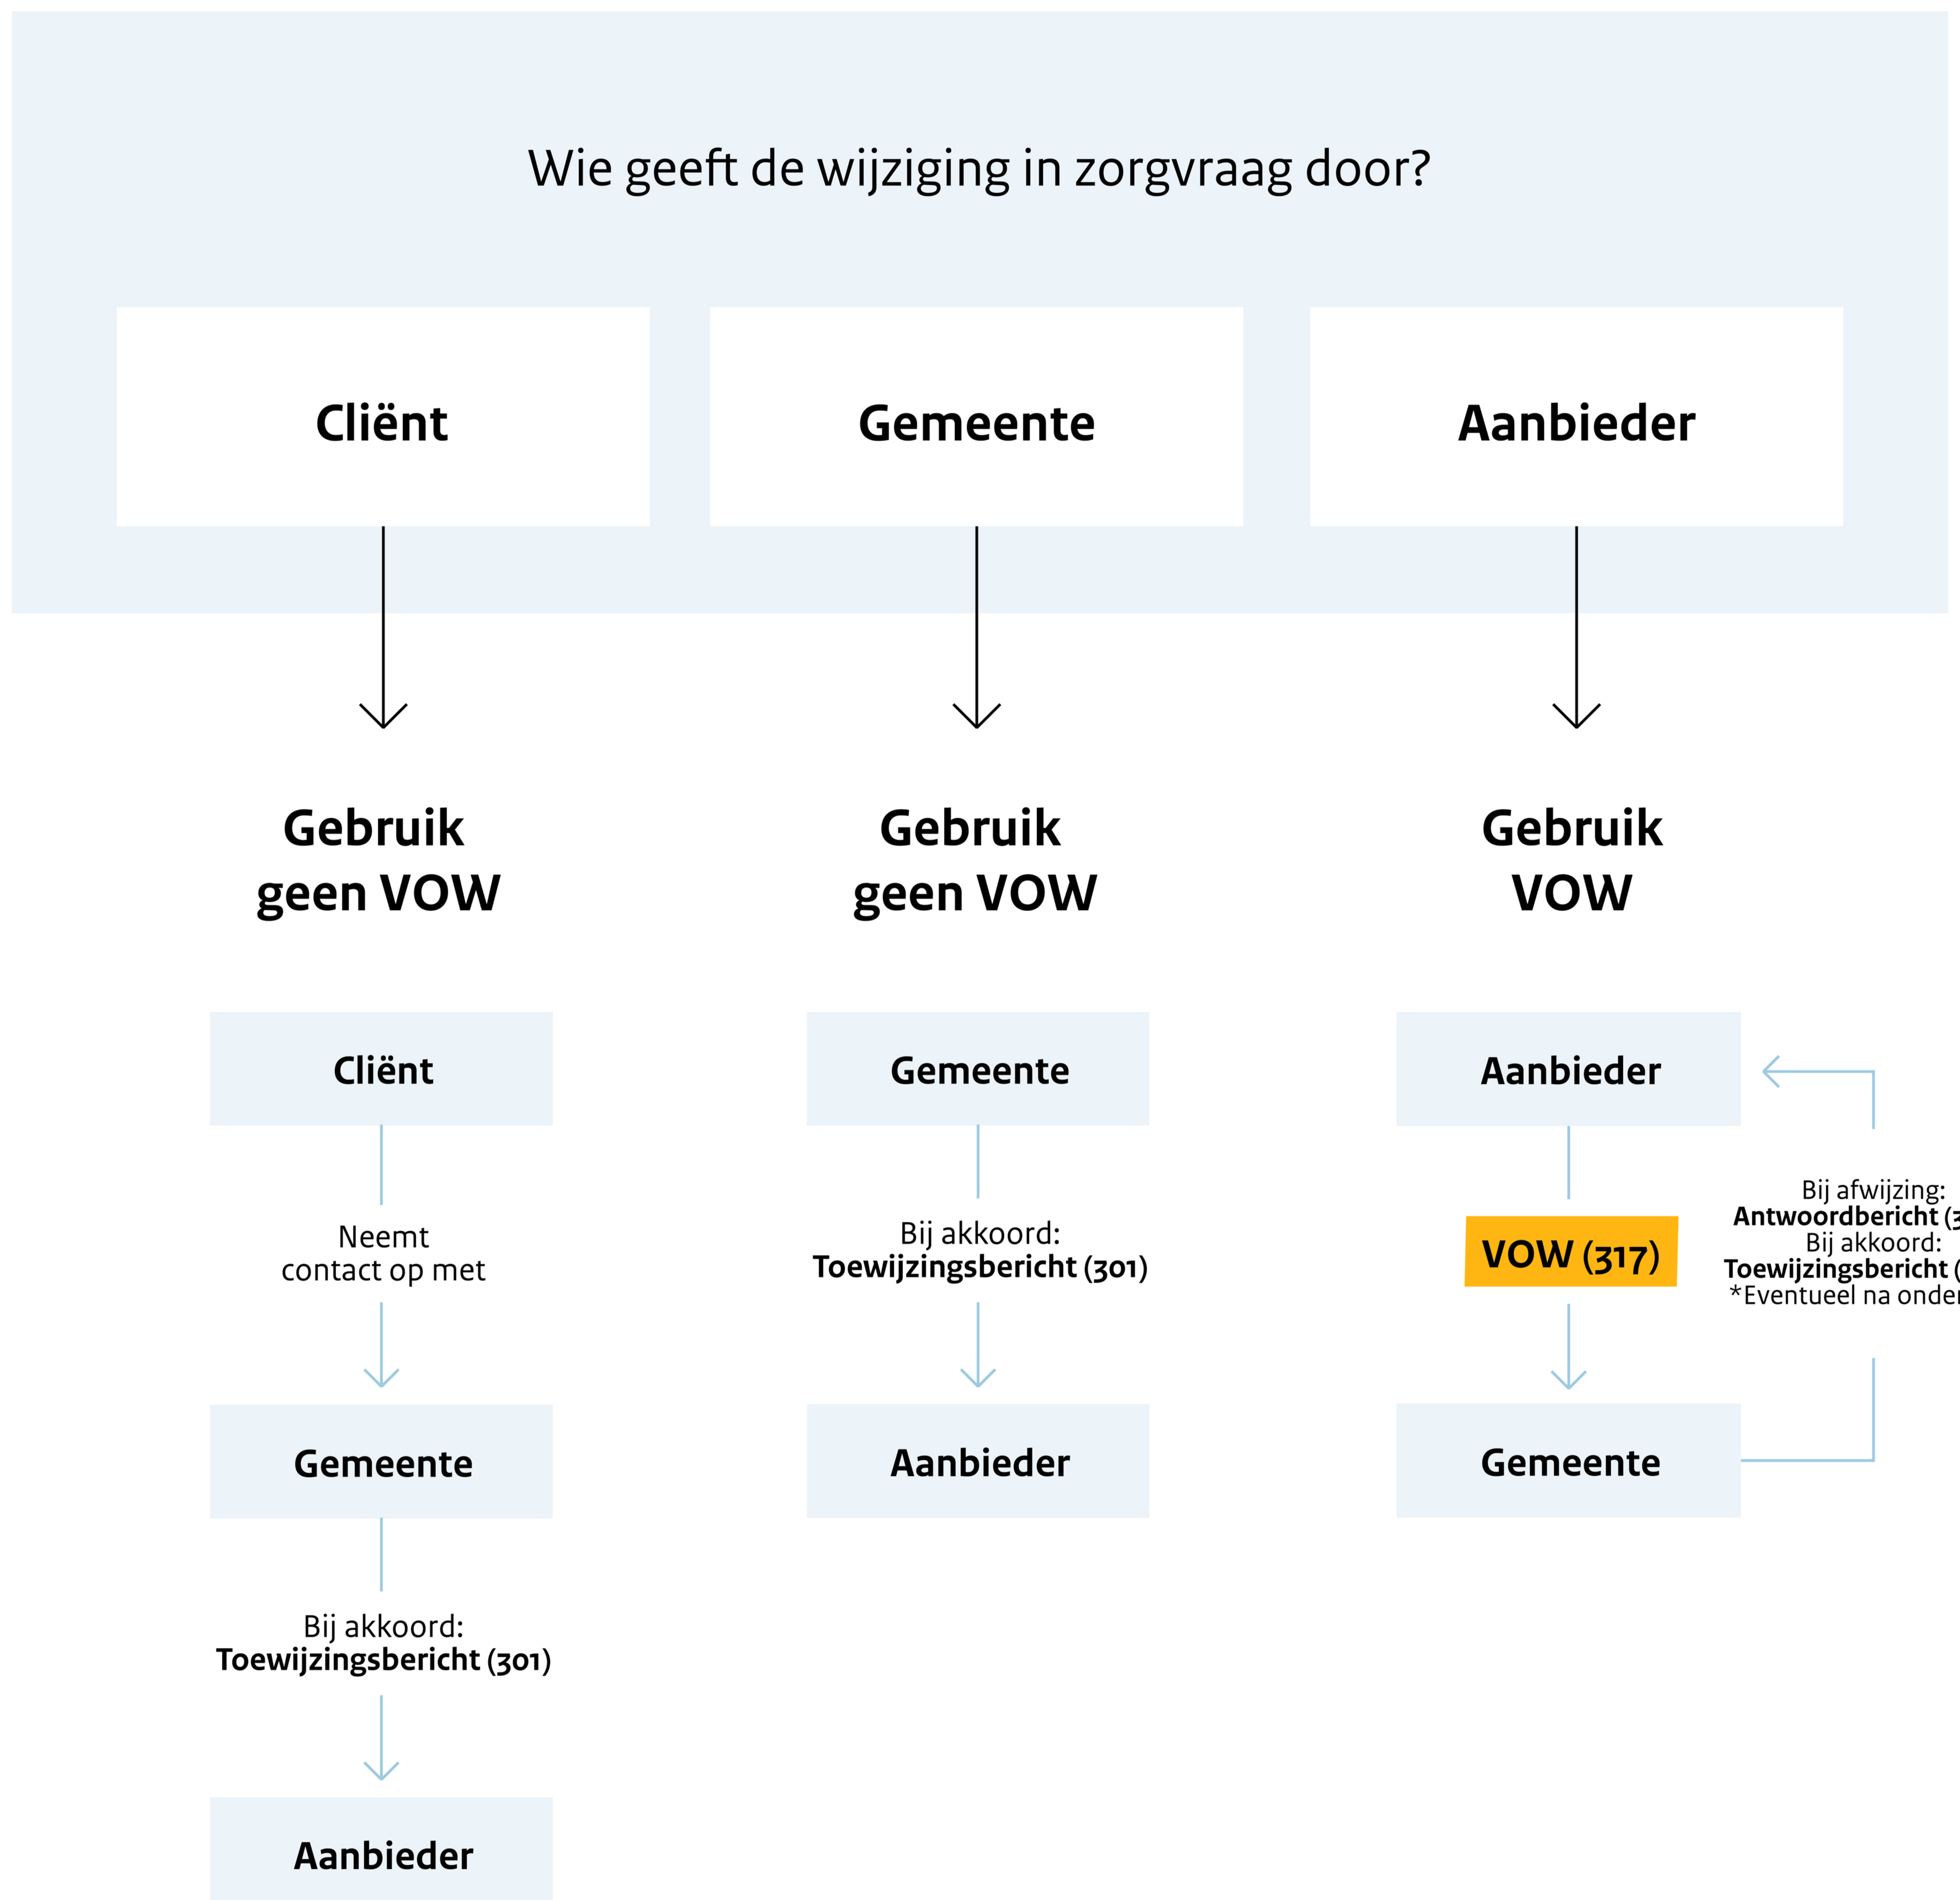 Wie geeft de wijziging in zorgvraag door?
Cliënt
Gemeente
Aanbieder
Gebruik
geen VOW
Gebruik
geen VOW
Gebruik
VOW
Cliënt
Neemt
contact op met
Gemeente
Bij akkoord:
Toewijzingsbericht (301)
Aanbieder
Gemeente
Bij akkoord:
Toewijzingsbericht (301)
Aanbieder
Aanbieder
VOW (317)
Gemeente
Bij afwijzing:
Antwoordbericht
Bij akkoord:
Toewijzingsbericht
*Eventueel na